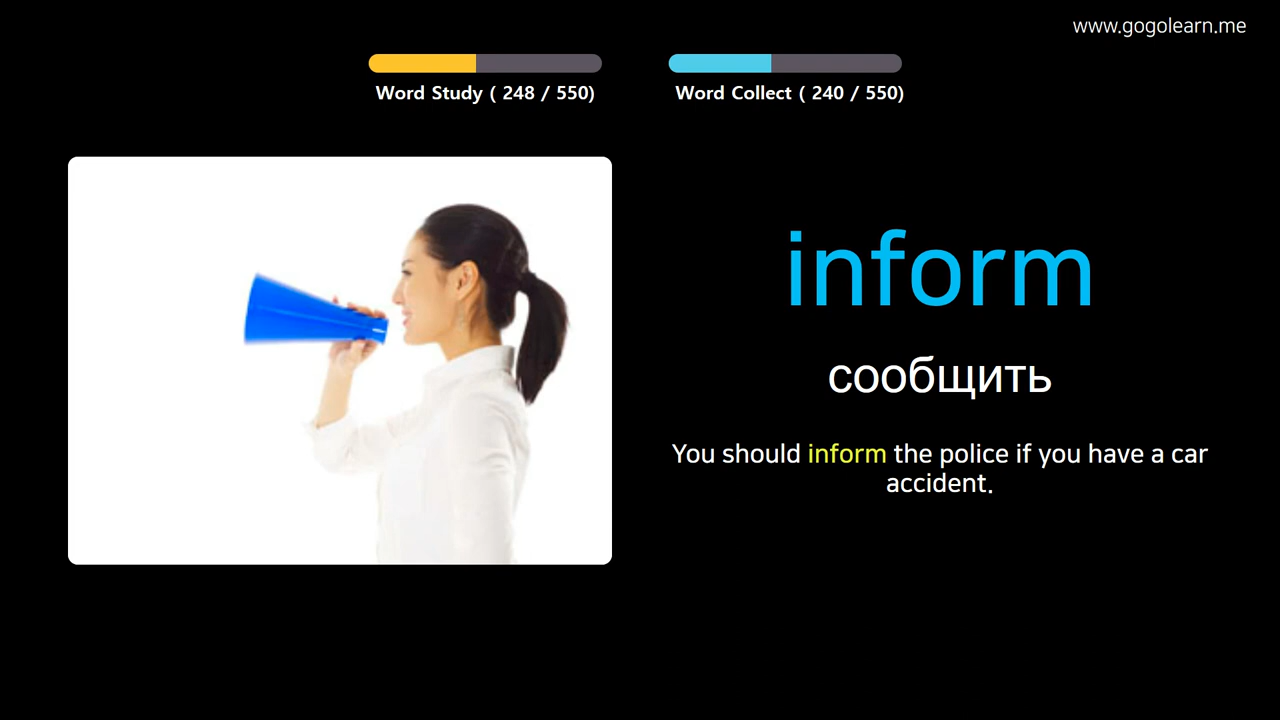 www.gogolearn.me
Word Study ( 248 / 550)
Word Collect ( 240 / 550)
inform
сообщить
You should inform the police if you have a car
accident.